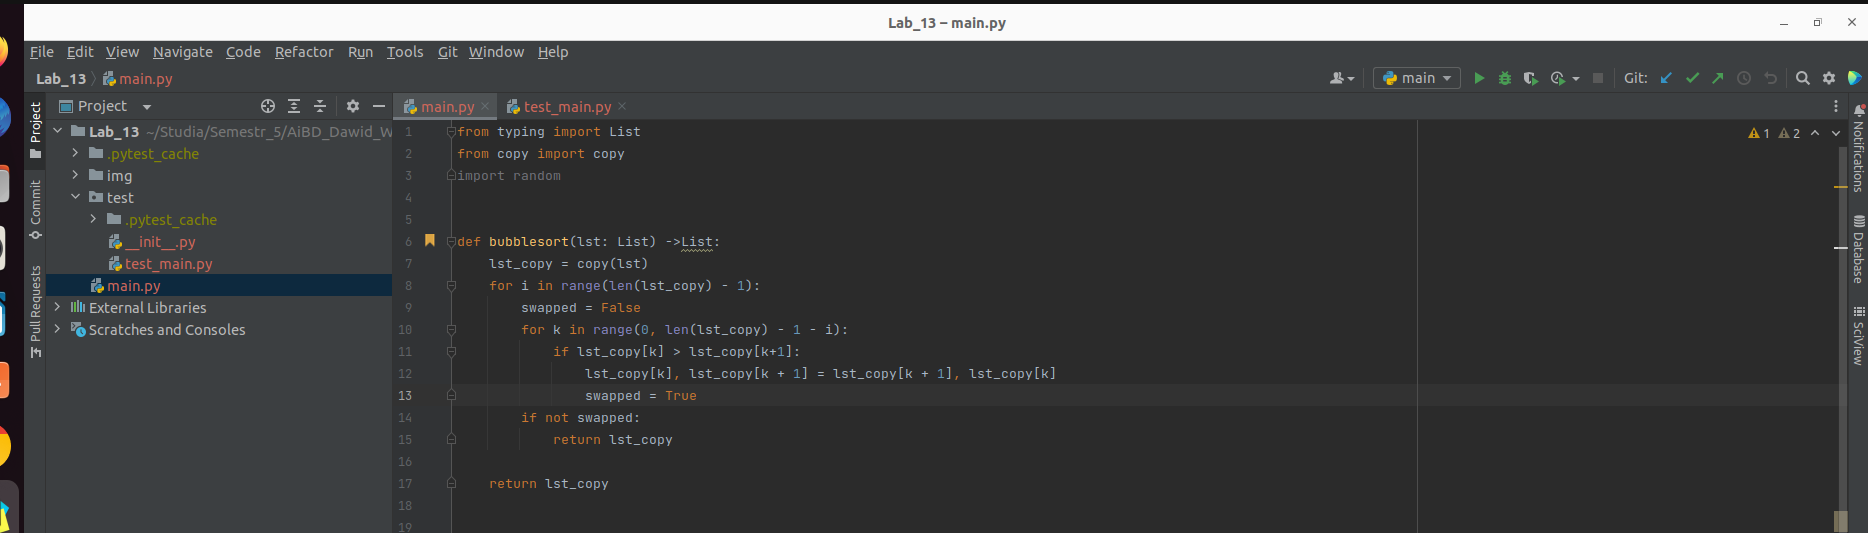 Lab_13 – main.py
File Edit View Navigate Code Refactor Run Tools Git Window Help
Lab_13 main.py
main Git:
Project
main.py
test_main.py
Project
Commit
Pull Requests
Lab_13 ~/Studia/Semestr_5/AiBD_Dawid_W
.pytest_cache
img
test
.pytest_cache
__init__.py
test_main.py
main.py
External Libraries
Scratches and Consoles
1 from typing import List
2 from copy import copy
3 import random
4
5
6 def bubblesort(lst: List) ->List:
7     lst_copy = copy(lst)
8     for i in range(len(lst_copy) - 1):
9         swapped = False
10         for k in range(0, len(lst_copy) - 1 - i):
11             if lst_copy[k] > lst_copy[k+1]:
12                 lst_copy[k], lst_copy[k + 1] = lst_copy[k + 1], lst_copy[k]
13                 swapped = True
14         if not swapped:
15             return lst_copy
16
17     return lst_copy
18
19
1 2
Notifications
Database
SciView